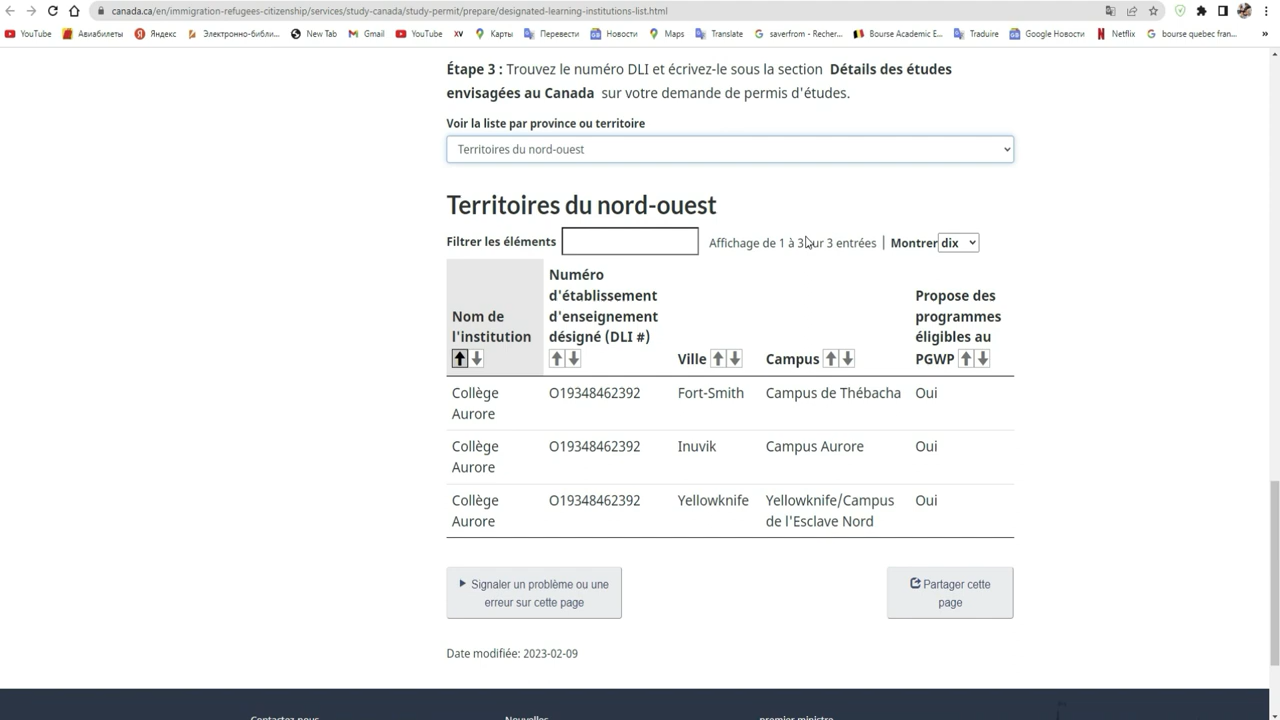 canada.ca/en/immigration-refugees-citizenship/services/study-canada/study-permit/prepare/designated-learning-institutions-list.html
YouTube Авиабилеты Яндекс Электронно-библи... New Tab Gmail YouTube XV Карты Перевести Новости Maps Translate saverfrom - Recher... Bourse Academic E... Traduire Google Новости Netflix bourse quebec fran... »
Étape 3 : Trouvez le numéro DLI et écrivez-le sous la section Détails des études
envisagées au Canada sur votre demande de permis d'études.
Voir la liste par province ou territoire
Territoires du nord-ouest
Territoires du nord-ouest
Filtrer les éléments Affichage de 1 à 3 sur 3 entrées | Montrer dix
Numéro
d'établissement Propose des
Nom de d'enseignement programmes
l'institution désigné (DLI #) éligibles au
Ville Campus PGWP
Collège O19348462392 Fort-Smith Campus de Thébacha Oui
Aurore
Collège O19348462392 Inuvik Campus Aurore Oui
Aurore
Collège O19348462392 Yellowknife Yellowknife/Campus Oui
Aurore de l'Esclave Nord
Signaler un problème ou une Partager cette
erreur sur cette page page
Date modifiée: 2023-02-09
Contactez-nous Nouvelles premier ministre